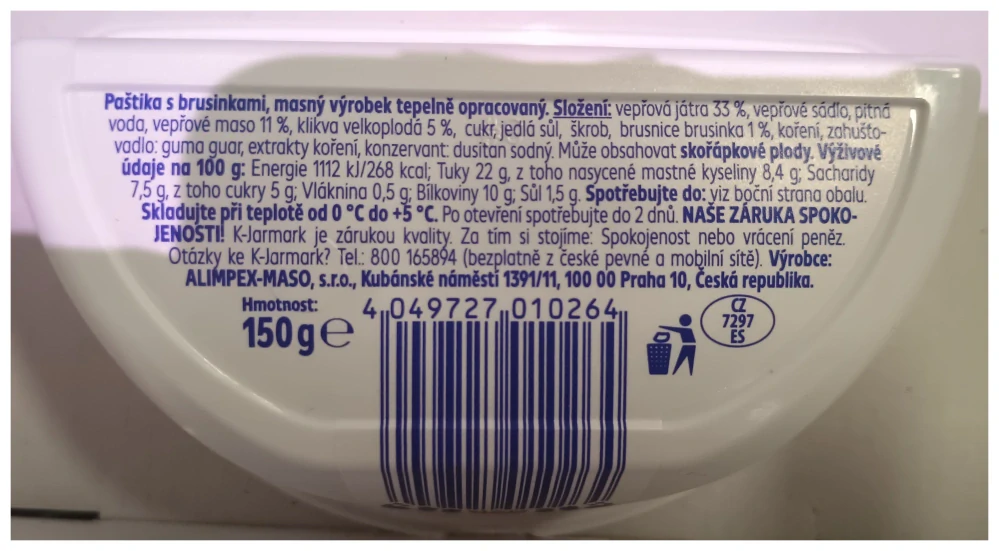 Paštika s brusinkami, masný výrobek tepelně opracovaný. Složení: vepřová játra 33 %, vepřové sádlo, pitná
voda, vepřové maso 11 %, klikva velkoplodá 5 %, cukr, jedlá sůl, škrob, brusnice brusinka 1 %, koření, zahušťo-
vadlo: guma guar, extrakty koření, konzervant: dusitan sodný. Může obsahovat skořápkové plody. Výživové
údaje na 100 g: Energie 1112 kJ/268 kcal; Tuky 22 g, z toho nasycené mastné kyseliny 8,4 g; Sacharidy
7,5 g, z toho cukry 5 g; Vláknina 0,5 g; Bílkoviny 10 g; Sůl 1,5 g. Spotřebujte do: viz boční strana obalu.
Skladujte při teplotě od 0 °C do +5 °C. Po otevření spotřebujte do 2 dnů. NAŠE ZÁRUKA SPOKO-
JENOSTI! K-Jarmark je zárukou kvality. Za tím si stojíme: Spokojenost nebo vrácení peněz.
Otázky ke K-Jarmark? Tel.: 800 165894 (bezplatně z české pevné a mobilní sítě). Výrobce:
ALIMPEX-MASO, s.r.o., Kubánské náměstí 1391/11, 100 00 Praha 10, Česká republika.
Hmotnost:
150 g e
4 049727 010264
CZ
7297
ES